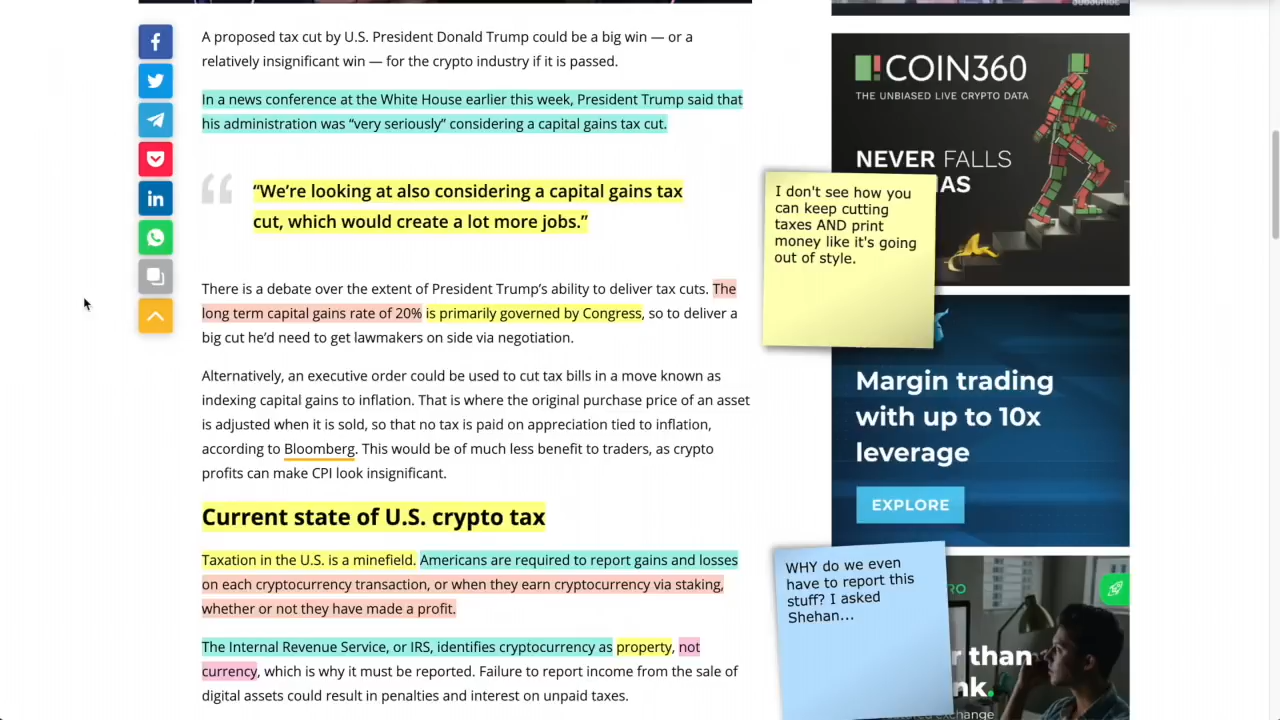 Subscribe
A proposed tax cut by U.S. President Donald Trump could be a big win — or a
relatively insignificant win — for the crypto industry if it is passed.
In a news conference at the White House earlier this week, President Trump said that
his administration was “very seriously” considering a capital gains tax cut.
“We’re looking at also considering a capital gains tax
cut, which would create a lot more jobs.”
There is a debate over the extent of President Trump’s ability to deliver tax cuts. The
long term capital gains rate of 20% is primarily governed by Congress, so to deliver a
big cut he’d need to get lawmakers on side via negotiation.
Alternatively, an executive order could be used to cut tax bills in a move known as
indexing capital gains to inflation. That is where the original purchase price of an asset
is adjusted when it is sold, so that no tax is paid on appreciation tied to inflation,
according to Bloomberg. This would be of much less benefit to traders, as crypto
profits can make CPI look insignificant.
Current state of U.S. crypto tax
Taxation in the U.S. is a minefield. Americans are required to report gains and losses
on each cryptocurrency transaction, or when they earn cryptocurrency via staking,
whether or not they have made a profit.
The Internal Revenue Service, or IRS, identifies cryptocurrency as property, not
currency, which is why it must be reported. Failure to report income from the sale of
digital assets could result in penalties and interest on unpaid taxes.
COIN360
THE UNBIASED LIVE CRYPTO DATA
NEVER FALLS
AS
I don't see how you
can keep cutting
taxes AND print
money like it's going
out of style.
Margin trading
with up to 10x
leverage
EXPLORE
WHY do we even
have to report this
stuff? I asked
Shehan...
RO
r than
nk.
exchange